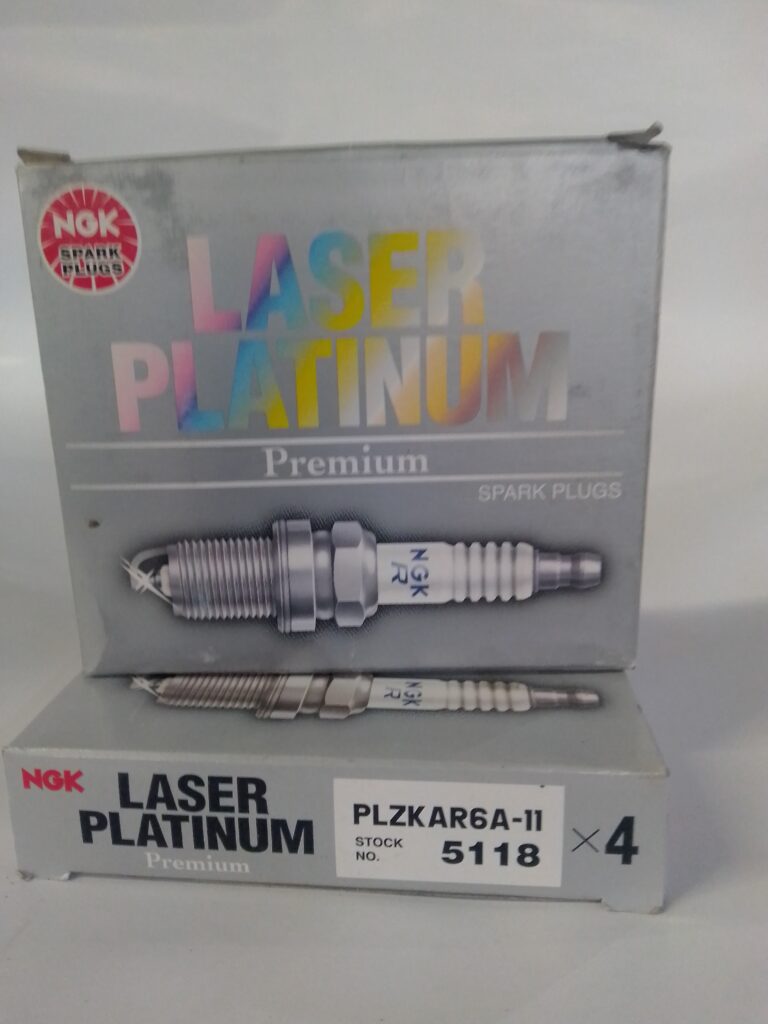 NGK
SPARK
PLUGS
LASER
PLATINUM
Premium
SPARK PLUGS
NGK
R
NGK
R
NGK
LASER
PLATINUM
Premium
PLZKAR6A-11
STOCK
NO.
5118
×4